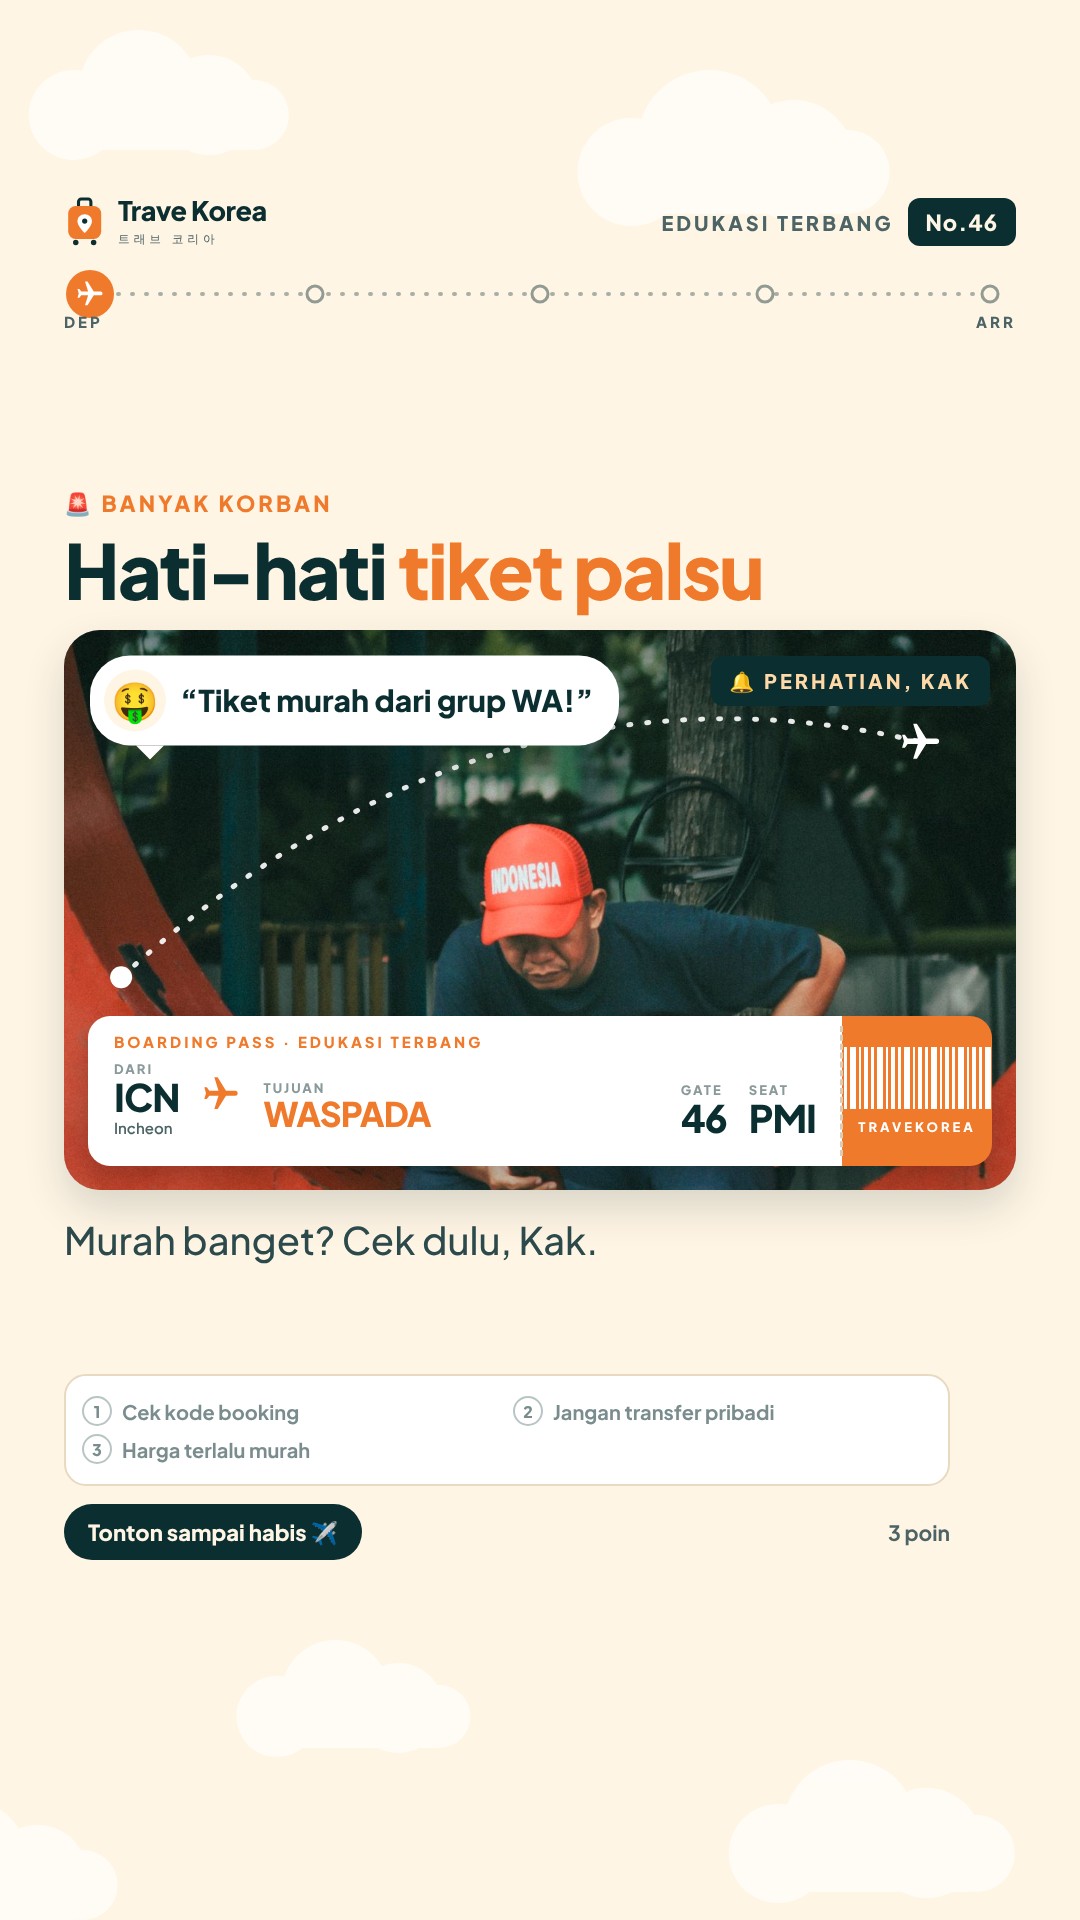 Trave Korea
트래브 코리아
EDUKASI TERBANG
No.46
DEP
ARR
🚨 BANYAK KORBAN
Hati-hati tiket palsu
🤑 “Tiket murah dari grup WA!”
🔔 PERHATIAN, KAK
INDONESIA
BOARDING PASS · EDUKASI TERBANG
DARI
ICN
Incheon
TUJUAN
WASPADA
GATE
46
SEAT
PMI
TRAVEKOREA
Murah banget? Cek dulu, Kak.
1 Cek kode booking
2 Jangan transfer pribadi
3 Harga terlalu murah
Tonton sampai habis ✈️
3 poin